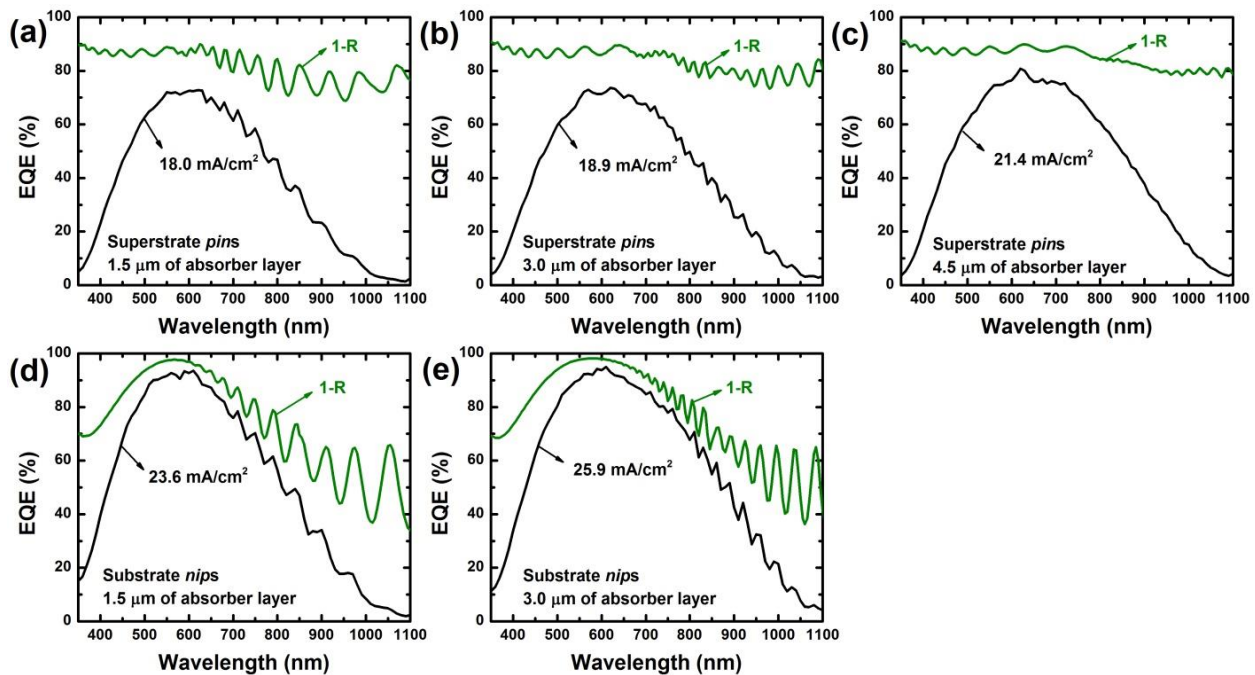 (a)
100
80
60
40
20
0
EQE (%)
1-R
18.0 mA/cm²
Superstrate pins
1.5 μm of absorber layer
400 500 600 700 800 900 1000 1100
Wavelength (nm)
(b)
100
80
60
40
20
0
EQE (%)
1-R
18.9 mA/cm²
Superstrate pins
3.0 μm of absorber layer
400 500 600 700 800 900 1000 1100
Wavelength (nm)
(c)
100
80
60
40
20
0
EQE (%)
1-R
21.4 mA/cm²
Superstrate pins
4.5 μm of absorber layer
400 500 600 700 800 900 1000 1100
Wavelength (nm)
(d)
100
80
60
40
20
0
EQE (%)
1-R
23.6 mA/cm²
Substrate nips
1.5 μm of absorber layer
400 500 600 700 800 900 1000 1100
Wavelength (nm)
(e)
100
80
60
40
20
0
EQE (%)
1-R
25.9 mA/cm²
Substrate nips
3.0 μm of absorber layer
400 500 600 700 800 900 1000 1100
Wavelength (nm)